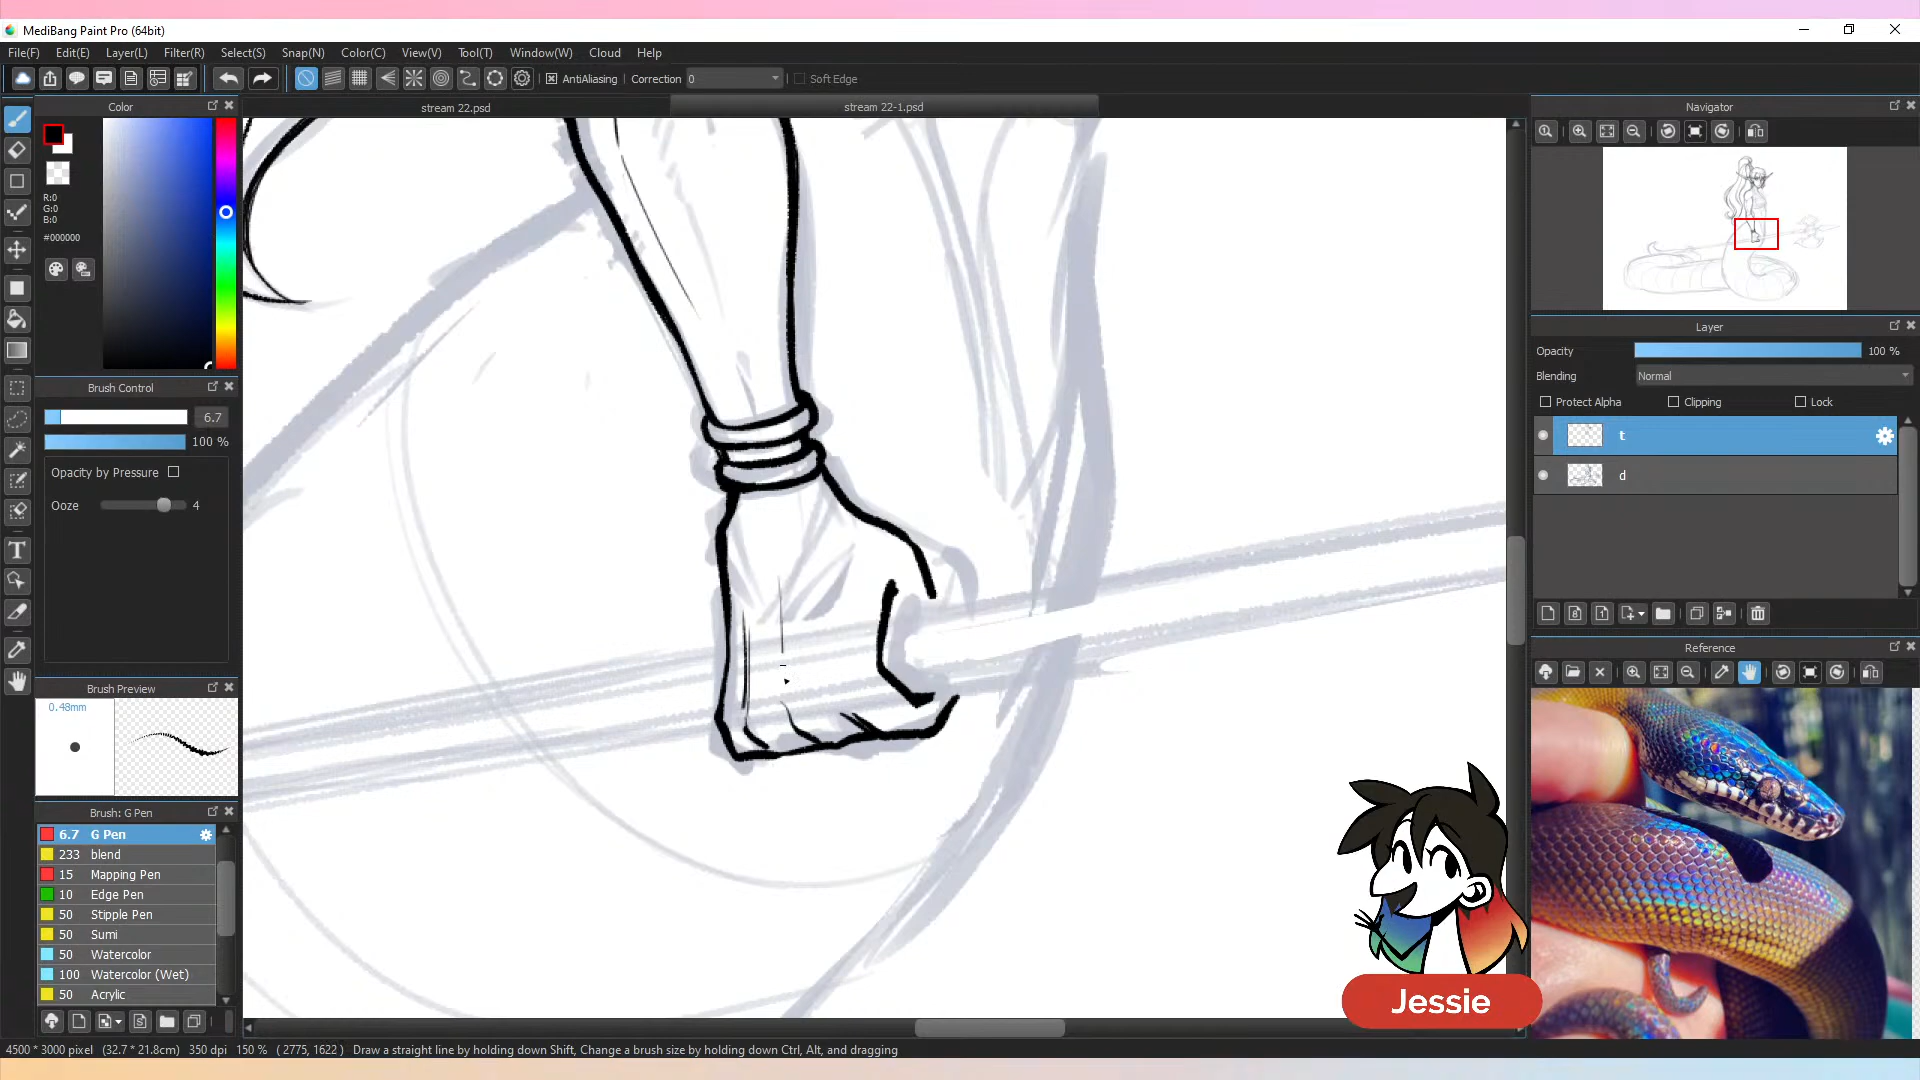 MediBang Paint Pro (64bit)
File(F) Edit(E) Layer(L) Filter(R) Select(S) Snap(N) Color(C) View(V) Tool(T) Window(W) Cloud Help
AntiAliasing Correction 0 Soft Edge
Color
stream 22.psd
stream 22-1.psd
Navigator
R:0
G:0
B:0
#000000
Layer
Opacity 100 %
Blending Normal
Protect Alpha Clipping Lock
t
d
Brush Control
6.7
100 %
Opacity by Pressure
Ooze 4
Reference
Brush Preview
0.48mm
Brush: G Pen
6.7 G Pen
233 blend
15 Mapping Pen
10 Edge Pen
50 Stipple Pen
50 Sumi
50 Watercolor
100 Watercolor (Wet)
50 Acrylic
Jessie
4500 * 3000 pixel (32.7 * 21.8cm) 350 dpi 150 % ( 2775, 1622 ) Draw a straight line by holding down Shift, Change a brush size by holding down Ctrl, Alt, and dragging